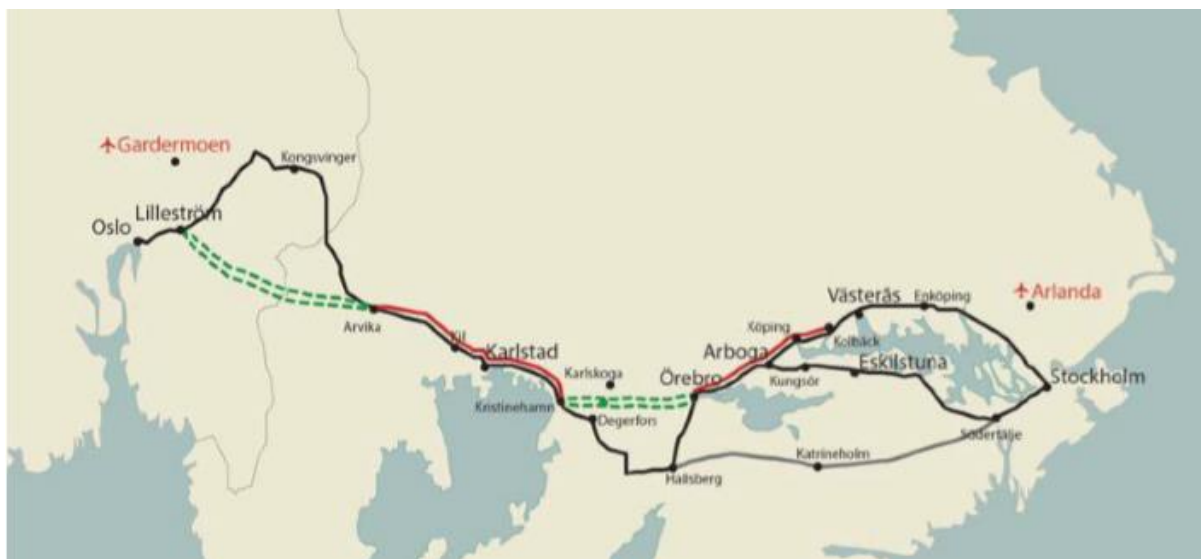 Gardermoen
Kongsvinger
Lilleström
Oslo
Arvika
Kil
Karlstad
Kristinehamn
Karlskoga
Degerfors
Örebro
Hallsberg
Arboga
Köping
Kolbäck
Västerås
Enköping
Kungsör
Eskilstuna
Katrineholm
Södertälje
Stockholm
Arlanda